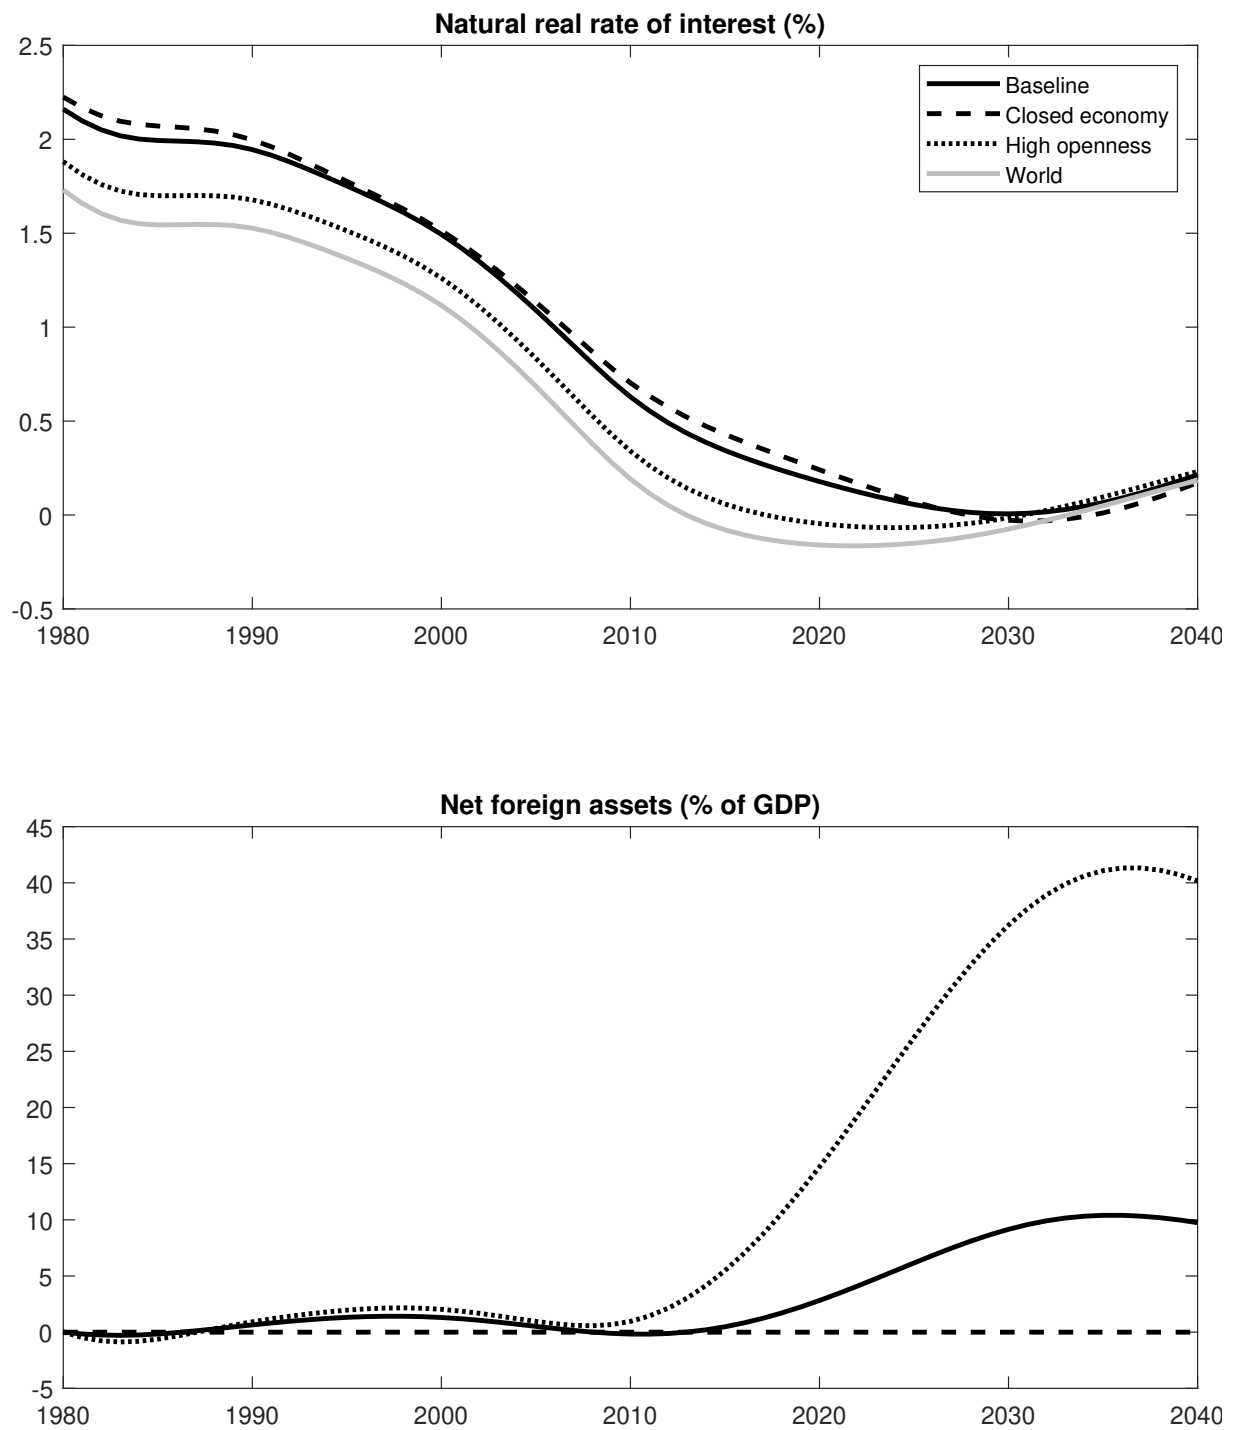 Natural real rate of interest (%)
2.5
2
1.5
1
0.5
0
-0.5
1980 1990 2000 2010 2020 2030 2040
Baseline
Closed economy
High openness
World
Net foreign assets (% of GDP)
45
40
35
30
25
20
15
10
5
0
-5
1980 1990 2000 2010 2020 2030 2040